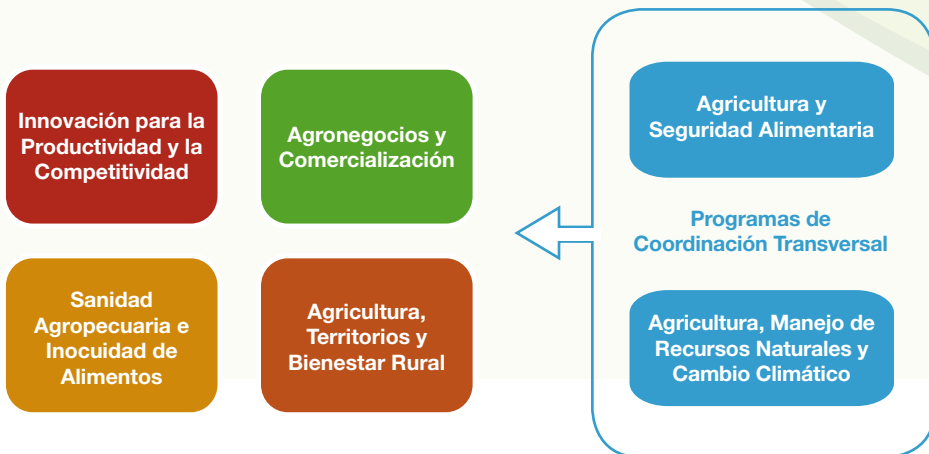 Innovación para la
Productividad y la
Competitividad
Agronegocios y
Comercialización
Sanidad
Agropecuaria e
Inocuidad de
Alimentos
Agricultura,
Territorios y
Bienestar Rural
Agricultura y
Seguridad Alimentaria
Programas de
Coordinación Transversal
Agricultura, Manejo de
Recursos Naturales y
Cambio Climático